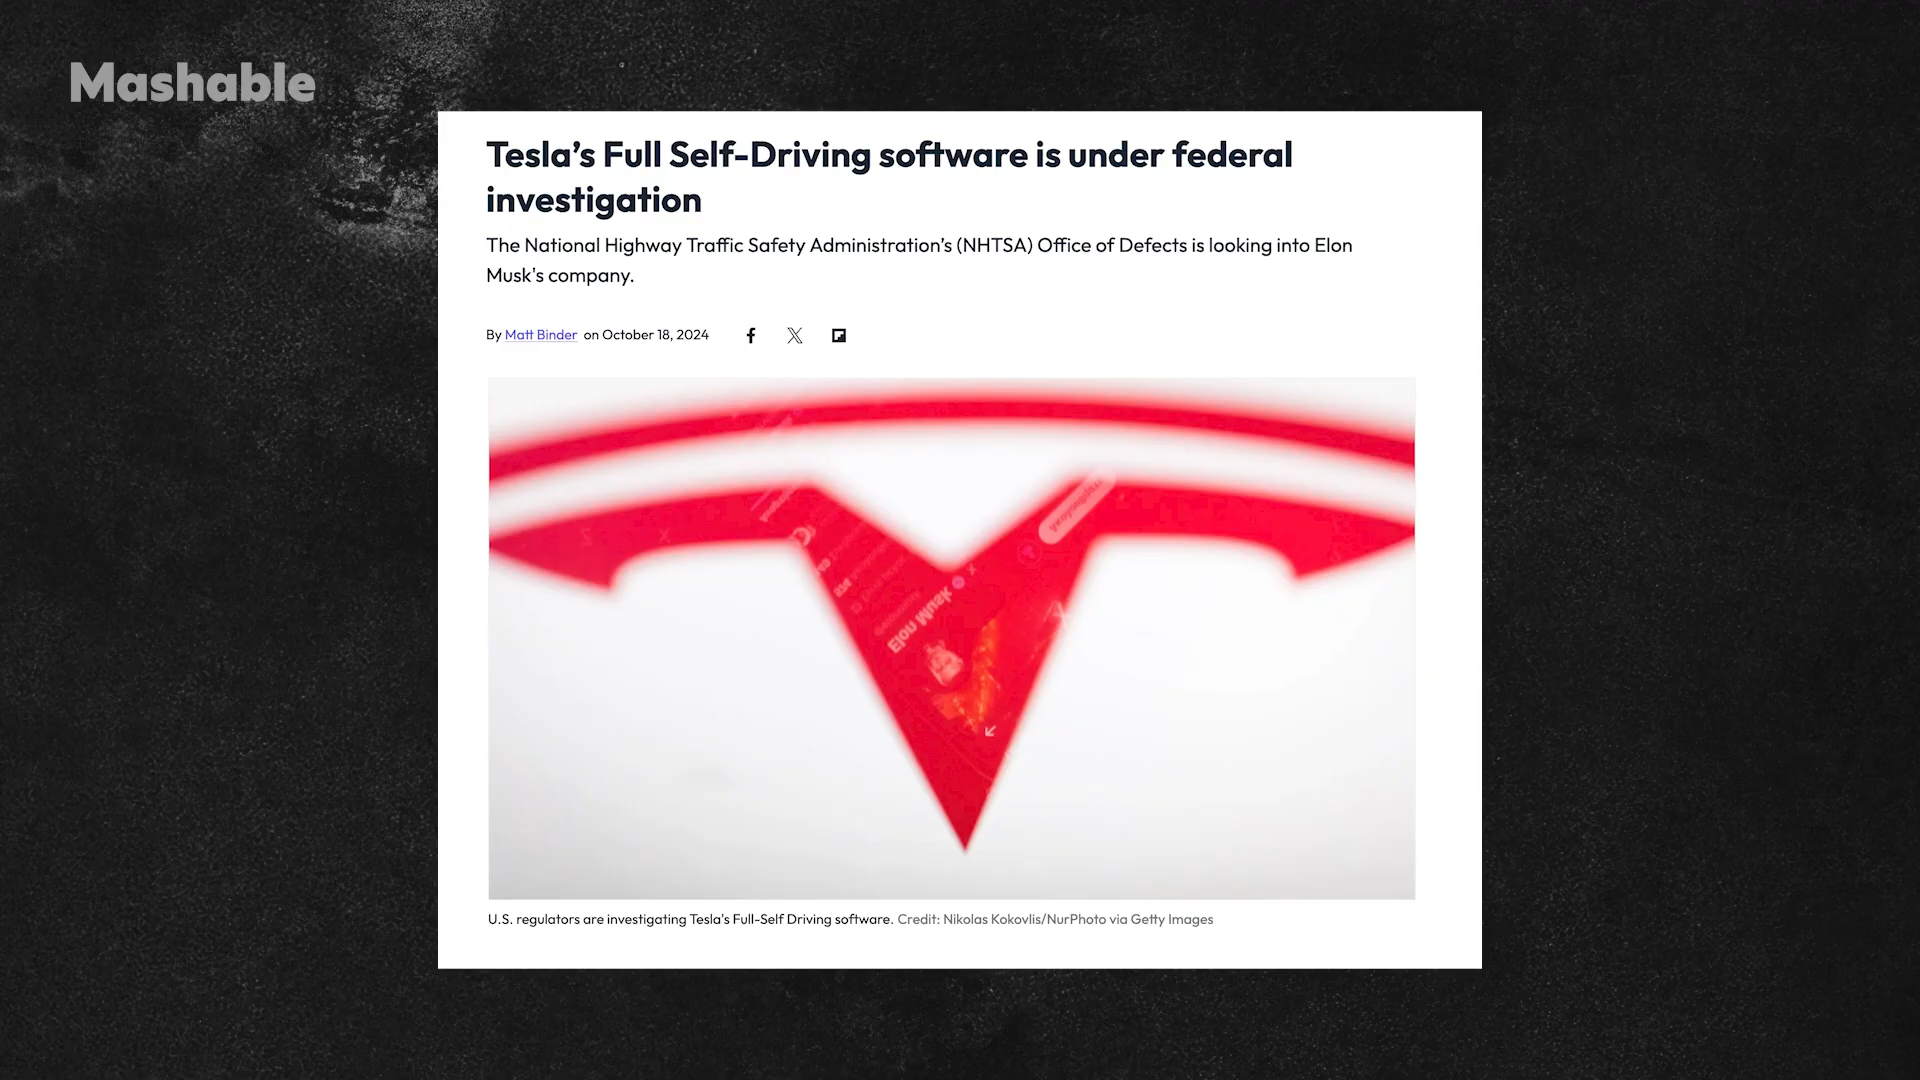 Mashable
Tesla’s Full Self-Driving software is under federal
investigation
The National Highway Traffic Safety Administration’s (NHTSA) Office of Defects is looking into Elon
Musk's company.
By Matt Binder on October 18, 2024
Elon Musk
U.S. regulators are investigating Tesla's Full-Self Driving software. Credit: Nikolas Kokovlis/NurPhoto via Getty Images